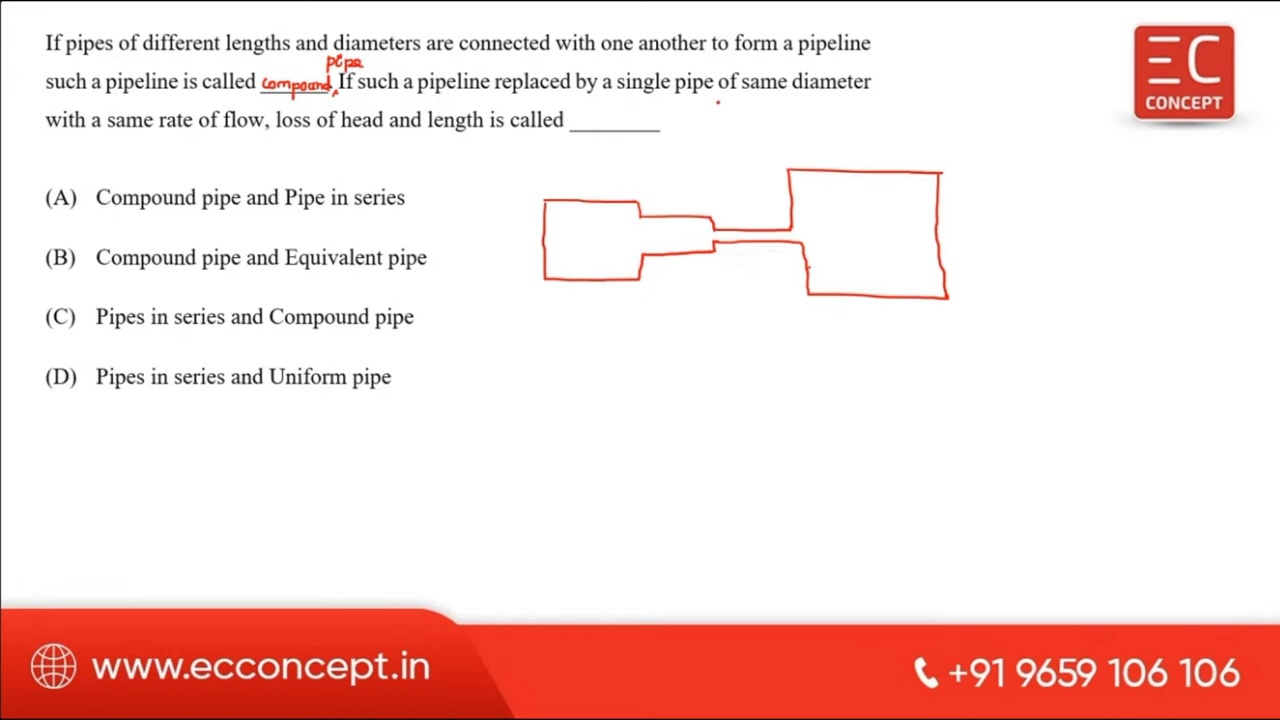 If pipes of different lengths and diameters are connected with one another to form a pipeline
pipe
such a pipeline is called compound. If such a pipeline replaced by a single pipe of same diameter
with a same rate of flow, loss of head and length is called ________
(A) Compound pipe and Pipe in series
(B) Compound pipe and Equivalent pipe
(C) Pipes in series and Compound pipe
(D) Pipes in series and Uniform pipe
EC
CONCEPT
www.ecconcept.in
+91 9659 106 106